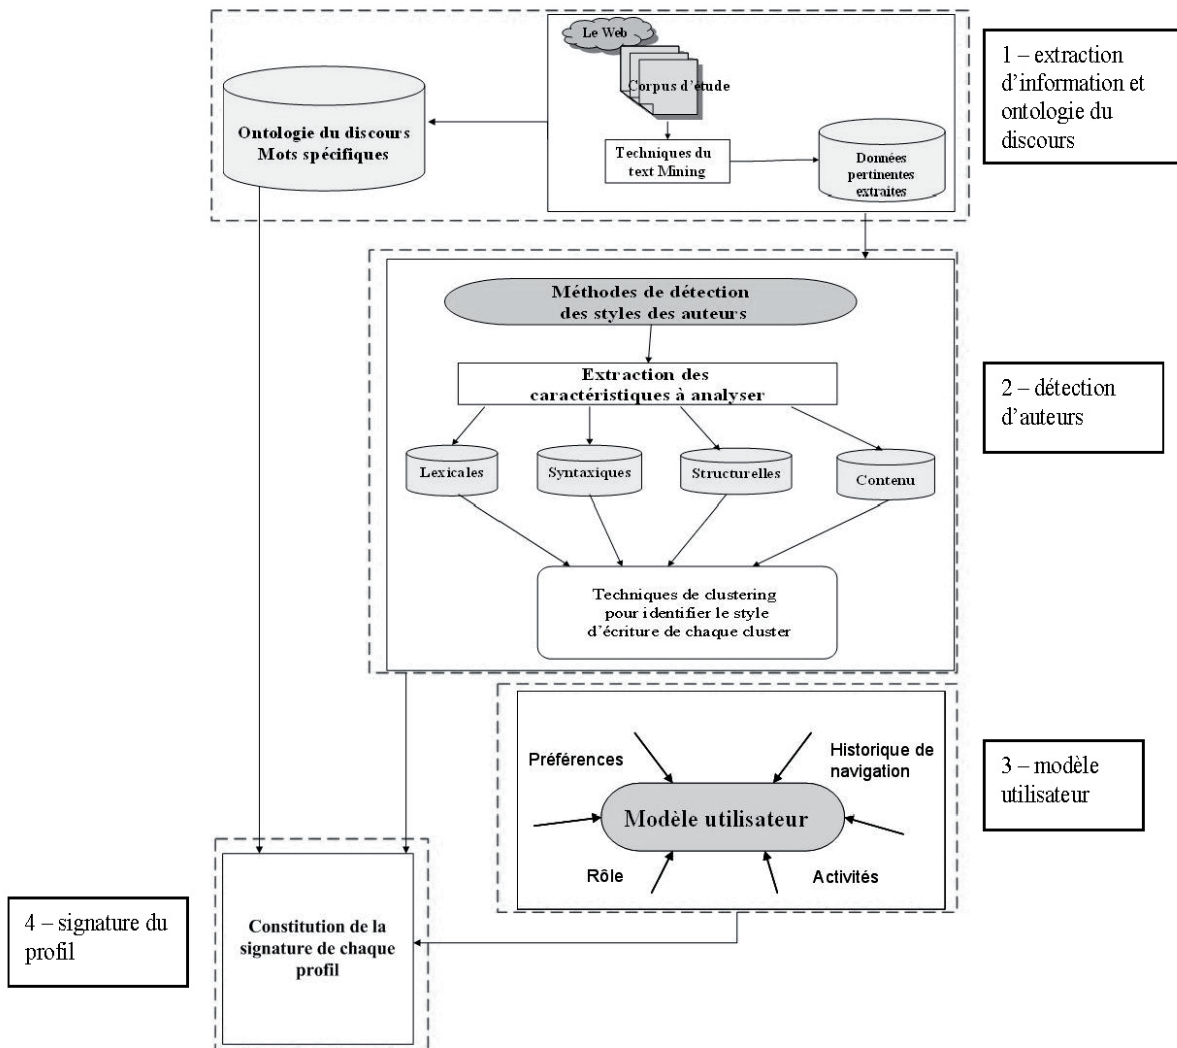 Le Web
Corpus d'étude
Techniques du
text Mining
Données
pertinentes
extraites
Ontologie du discours
Mots spécifiques
1 – extraction
d'information et
ontologie du
discours
Méthodes de détection
des styles des auteurs
Extraction des
caractéristiques à analyser
Lexicales
Syntaxiques
Structurelles
Contenu
Techniques de clustering
pour identifier le style
d'écriture de chaque cluster
2 – détection
d'auteurs
Préférences
Historique de
navigation
Modèle utilisateur
Rôle
Activités
3 – modèle
utilisateur
4 – signature du
profil
Constitution de la
signature de chaque
profil